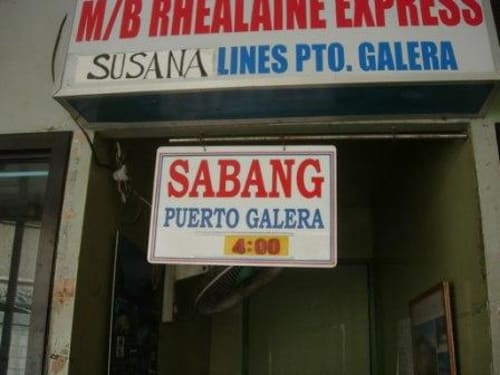 M/B RHEALAINE EXPRESS
SUSANA LINES PTO. GALERA
SABANG
PUERTO GALERA
4:00